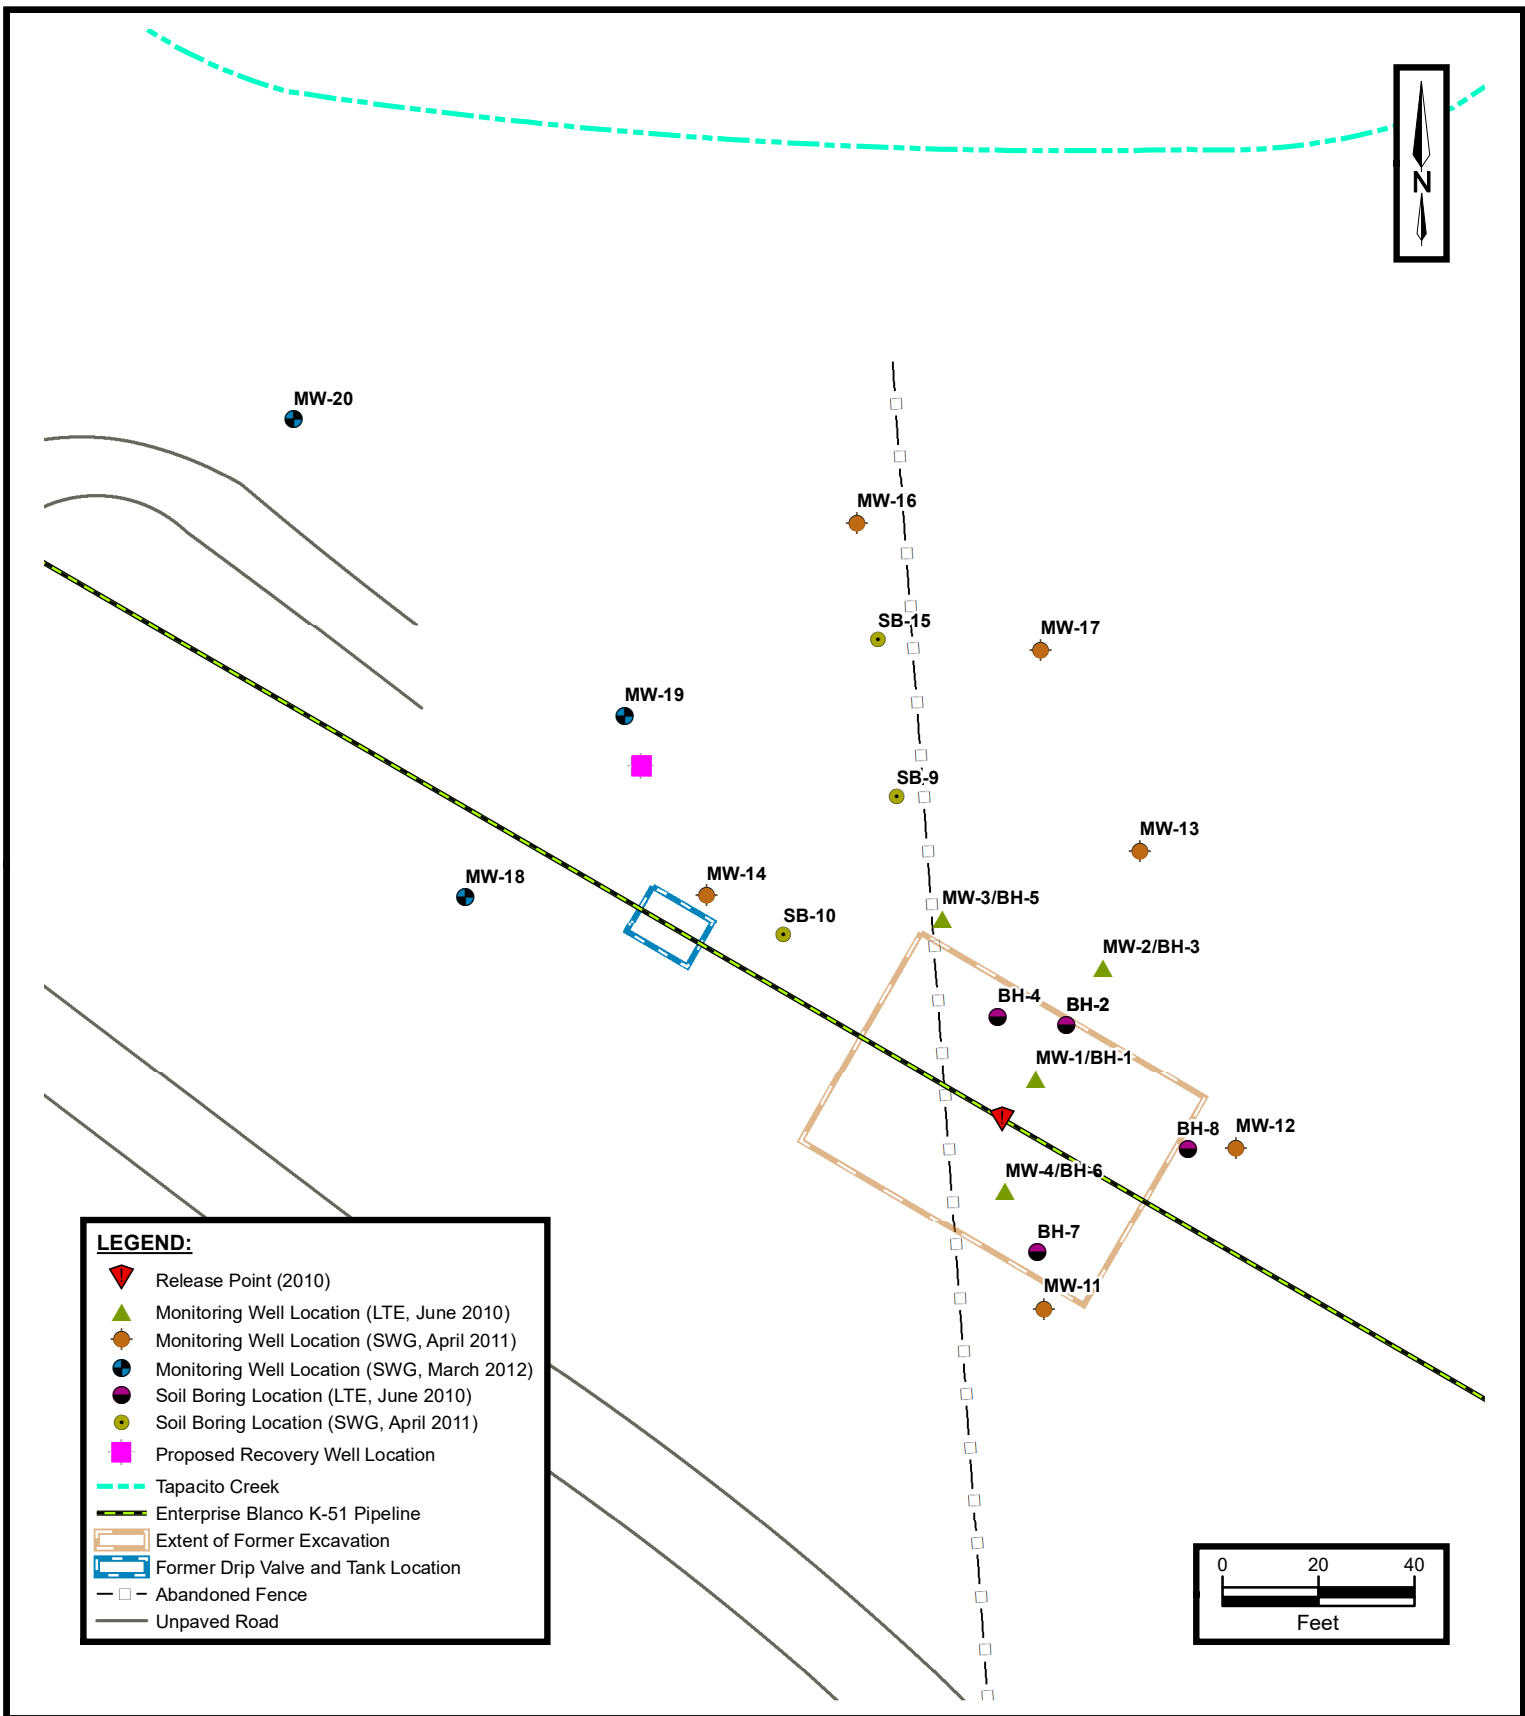 N
MW-20
MW-16
SB-15
MW-17
MW-19
SB-9
MW-13
MW-18
MW-14
MW-3/BH-5
SB-10
MW-2/BH-3
BH-4
BH-2
MW-1/BH-1
BH-8
MW-12
MW-4/BH-6
BH-7
MW-11
LEGEND:
Release Point (2010)
Monitoring Well Location (LTE, June 2010)
Monitoring Well Location (SWG, April 2011)
Monitoring Well Location (SWG, March 2012)
Soil Boring Location (LTE, June 2010)
Soil Boring Location (SWG, April 2011)
Proposed Recovery Well Location
Tapacito Creek
Enterprise Blanco K-51 Pipeline
Extent of Former Excavation
Former Drip Valve and Tank Location
Abandoned Fence
Unpaved Road
0 20 40
Feet